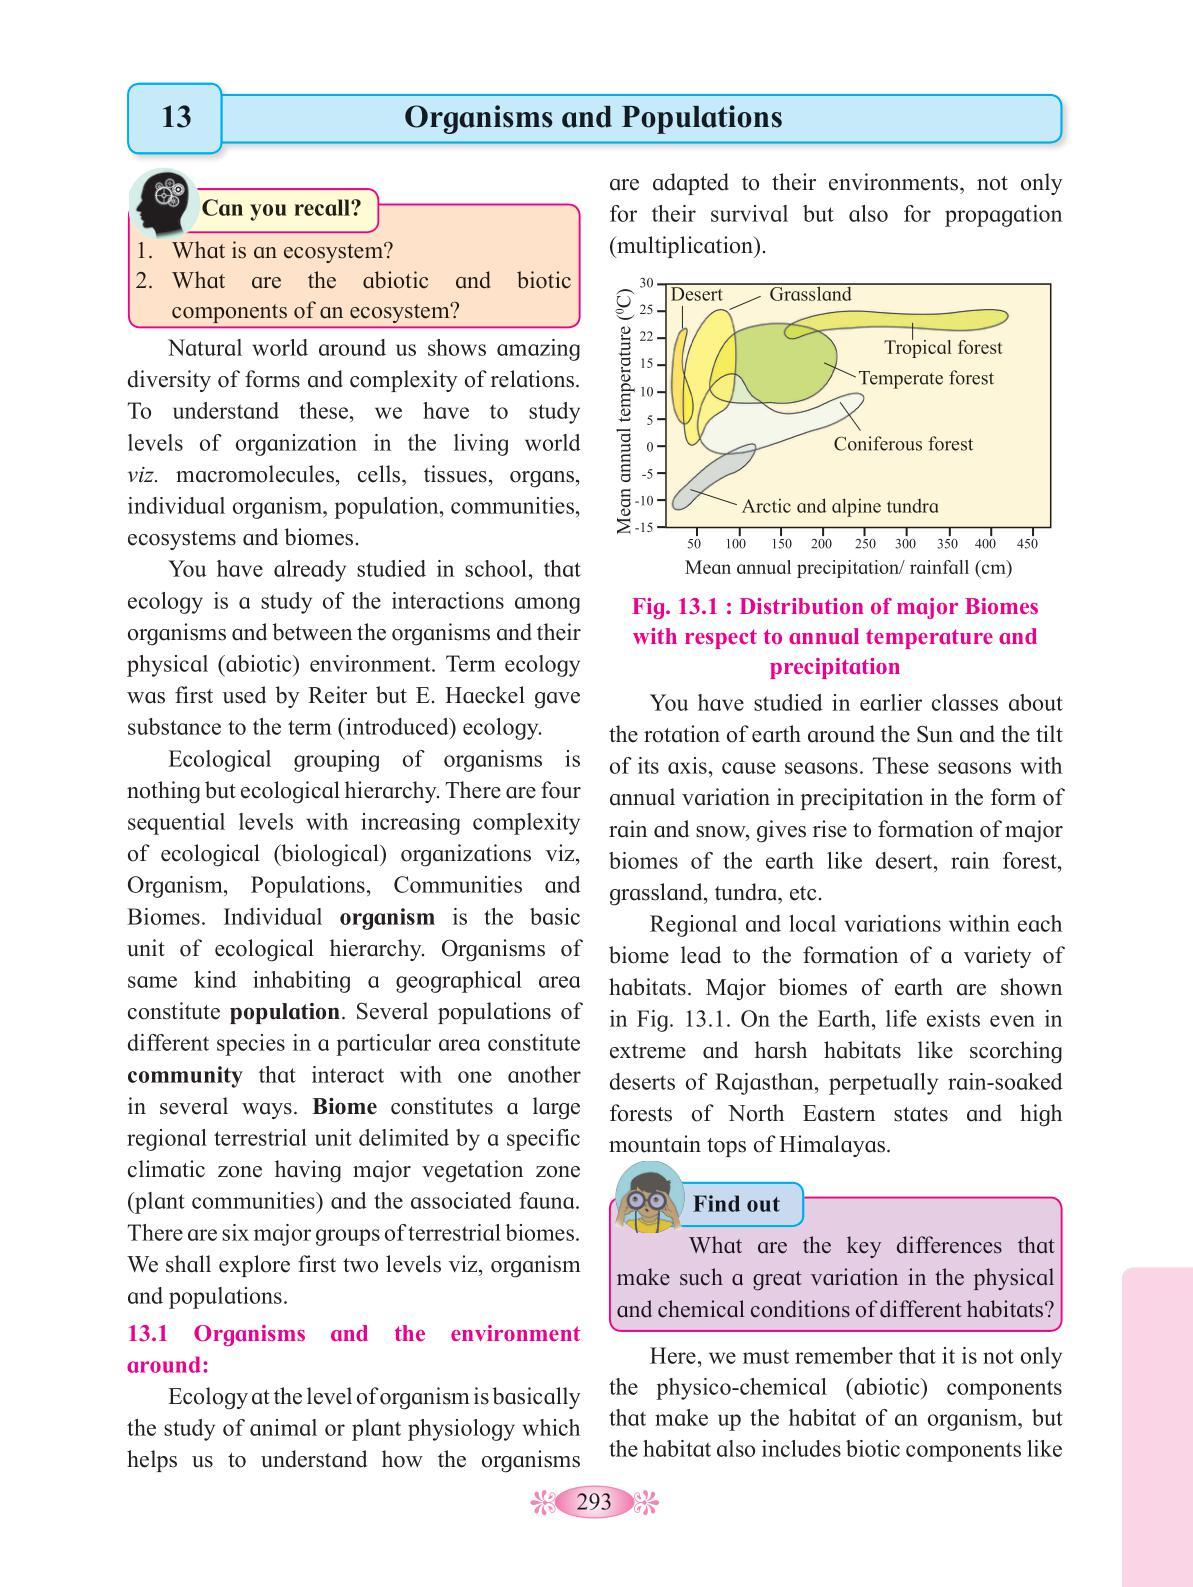 13
Organisms and Populations
Can you recall?
1. What is an ecosystem?
2. What are the abiotic and biotic
components of an ecosystem?
Natural world around us shows amazing
diversity of forms and complexity of relations.
To understand these, we have to study
levels of organization in the living world
viz. macromolecules, cells, tissues, organs,
individual organism, population, communities,
ecosystems and biomes.
You have already studied in school, that
ecology is a study of the interactions among
organisms and between the organisms and their
physical (abiotic) environment. Term ecology
was first used by Reiter but E. Haeckel gave
substance to the term (introduced) ecology.
Ecological grouping of organisms is
nothing but ecological hierarchy. There are four
sequential levels with increasing complexity
of ecological (biological) organizations viz,
Organism, Populations, Communities and
Biomes. Individual organism is the basic
unit of ecological hierarchy. Organisms of
same kind inhabiting a geographical area
constitute population. Several populations of
different species in a particular area constitute
community that interact with one another
in several ways. Biome constitutes a large
regional terrestrial unit delimited by a specific
climatic zone having major vegetation zone
(plant communities) and the associated fauna.
There are six major groups of terrestrial biomes.
We shall explore first two levels viz, organism
and populations.
13.1 Organisms and the environment
around:
Ecology at the level of organism is basically
the study of animal or plant physiology which
helps us to understand how the organisms
are adapted to their environments, not only
for their survival but also for propagation
(multiplication).
Mean annual temperature (⁰C)
30
25
22
15
10
5
0
-5
-10
-15
Desert
Grassland
Tropical forest
Temperate forest
Coniferous forest
Arctic and alpine tundra
50 100 150 200 250 300 350 400 450
Mean annual precipitation/ rainfall (cm)
Fig. 13.1 : Distribution of major Biomes
with respect to annual temperature and
precipitation
You have studied in earlier classes about
the rotation of earth around the Sun and the tilt
of its axis, cause seasons. These seasons with
annual variation in precipitation in the form of
rain and snow, gives rise to formation of major
biomes of the earth like desert, rain forest,
grassland, tundra, etc.
Regional and local variations within each
biome lead to the formation of a variety of
habitats. Major biomes of earth are shown
in Fig. 13.1. On the Earth, life exists even in
extreme and harsh habitats like scorching
deserts of Rajasthan, perpetually rain-soaked
forests of North Eastern states and high
mountain tops of Himalayas.
Find out
What are the key differences that
make such a great variation in the physical
and chemical conditions of different habitats?
Here, we must remember that it is not only
the physico-chemical (abiotic) components
that make up the habitat of an organism, but
the habitat also includes biotic components like
293